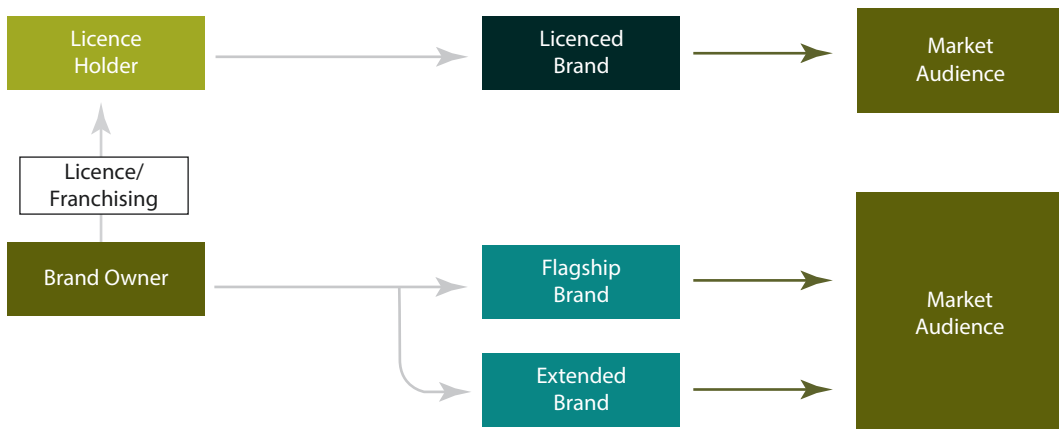 Licence
Holder
Licenced
Brand
Market
Audience
Licence/
Franchising
Brand Owner
Flagship
Brand
Extended
Brand
Market
Audience